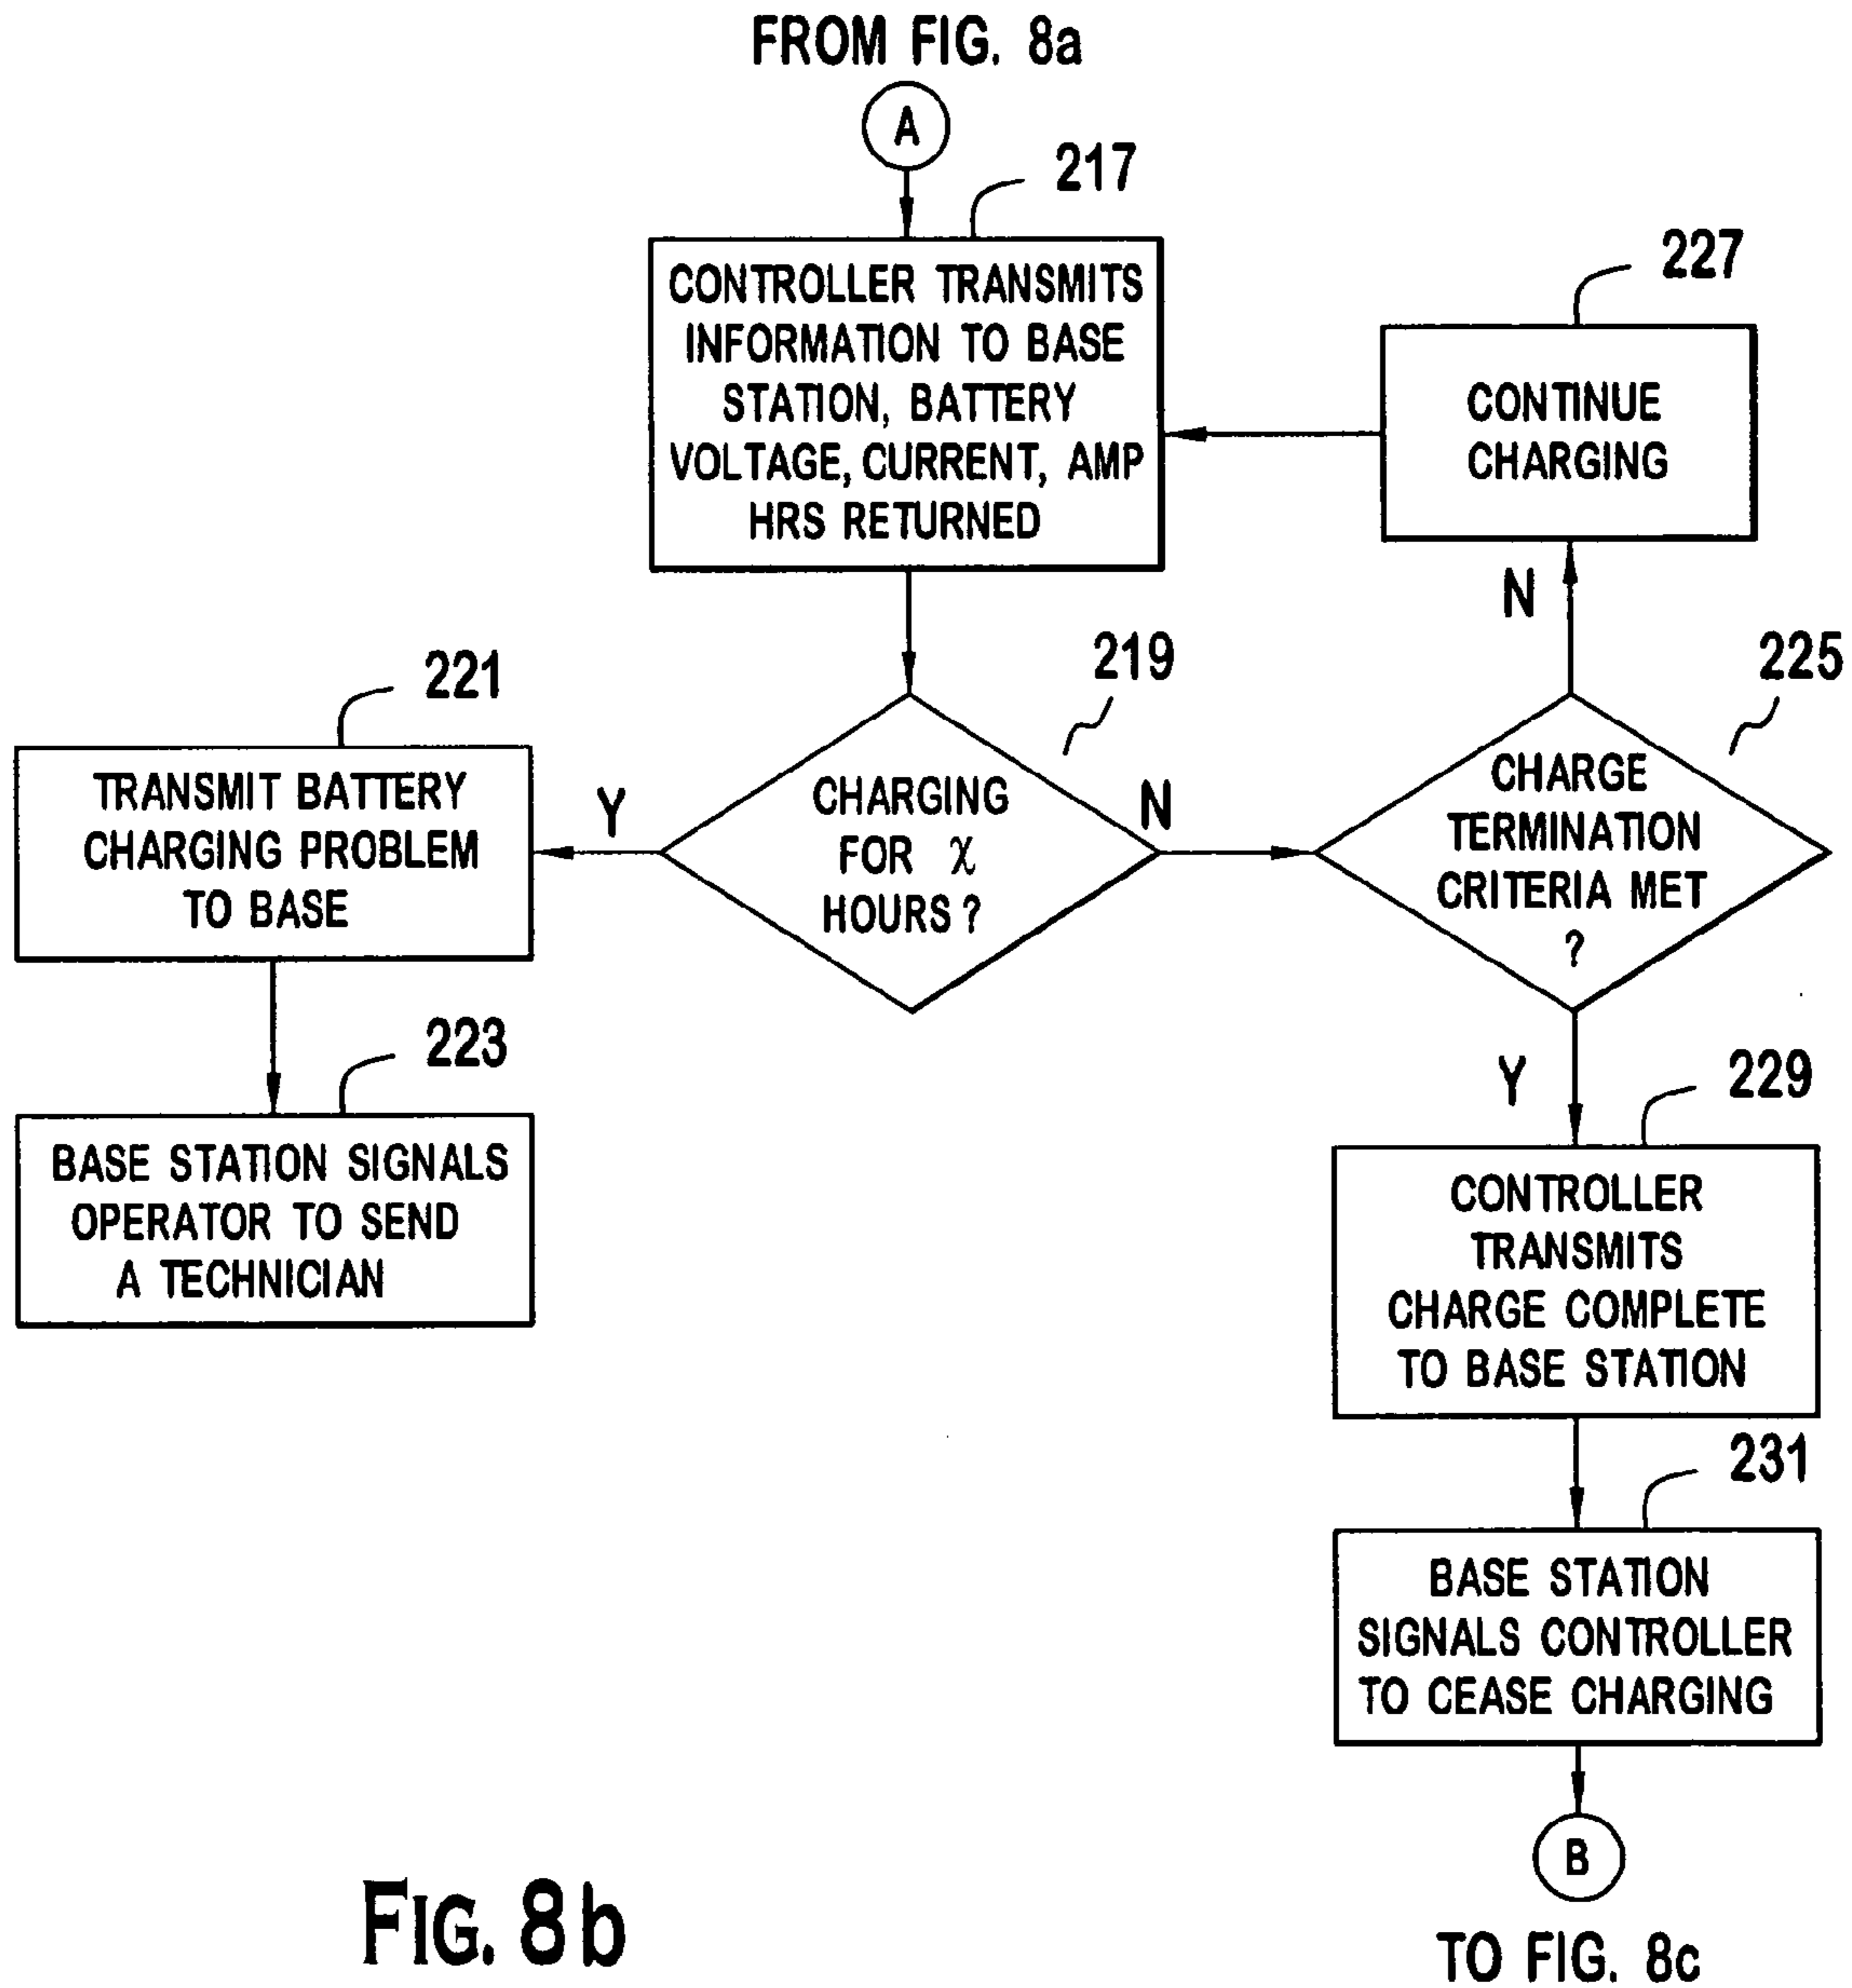 FROM FIG. 8a
A
217
CONTROLLER TRANSMITS
INFORMATION TO BASE
STATION, BATTERY
VOLTAGE, CURRENT, AMP
HRS RETURNED
227
CONTINUE
CHARGING
N
219
CHARGING
FOR χ
HOURS?
Y
N
221
TRANSMIT BATTERY
CHARGING PROBLEM
TO BASE
223
BASE STATION SIGNALS
OPERATOR TO SEND
A TECHNICIAN
225
CHARGE
TERMINATION
CRITERIA MET
?
Y
229
CONTROLLER
TRANSMITS
CHARGE COMPLETE
TO BASE STATION
231
BASE STATION
SIGNALS CONTROLLER
TO CEASE CHARGING
B
TO FIG. 8c
FIG. 8b